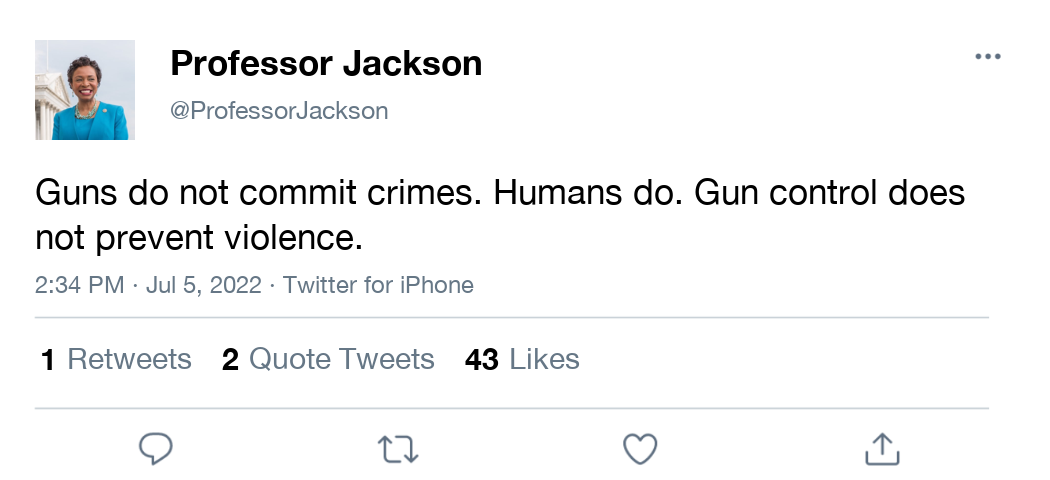 Professor Jackson
@ProfessorJackson
Guns do not commit crimes. Humans do. Gun control does
not prevent violence.
2:34 PM · Jul 5, 2022 · Twitter for iPhone
1 Retweets 2 Quote Tweets 43 Likes